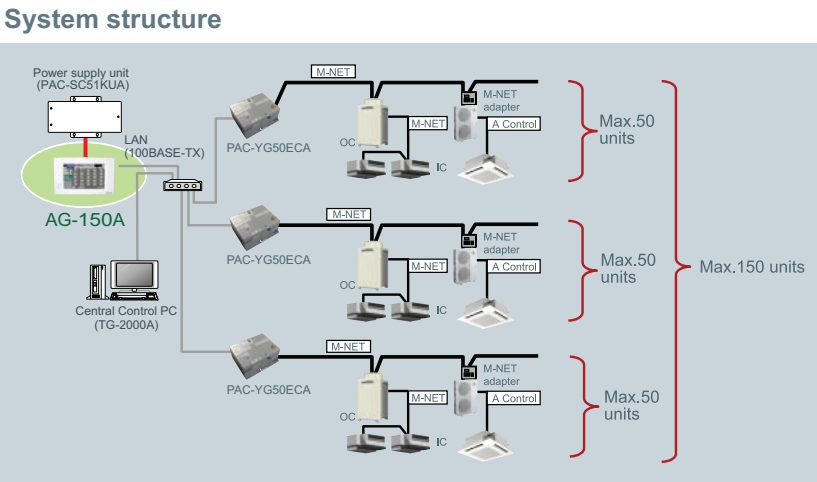 System structure
Power supply unit
(PAC-SC51KUA)
LAN
(100BASE-TX)
AG-150A
Central Control PC
(TG-2000A)
M-NET
PAC-YG50ECA
OC
M-NET
IC
M-NET
adapter
A Control
Max.50
units
M-NET
PAC-YG50ECA
OC
M-NET
IC
M-NET
adapter
A Control
Max.50
units
Max.150 units
M-NET
PAC-YG50ECA
OC
M-NET
IC
M-NET
adapter
A Control
Max.50
units